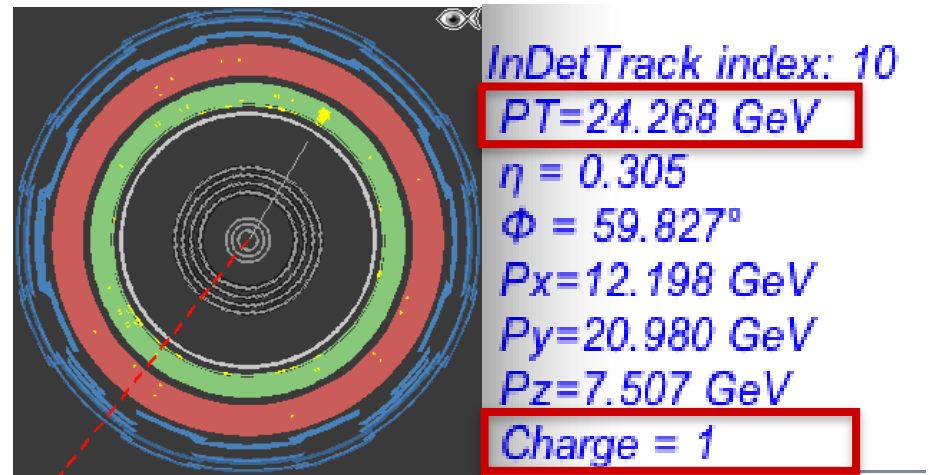 InDetTrack index: 10
PT=24.268 GeV
η = 0.305
Φ = 59.827°
Px=12.198 GeV
Py=20.980 GeV
Pz=7.507 GeV
Charge = 1